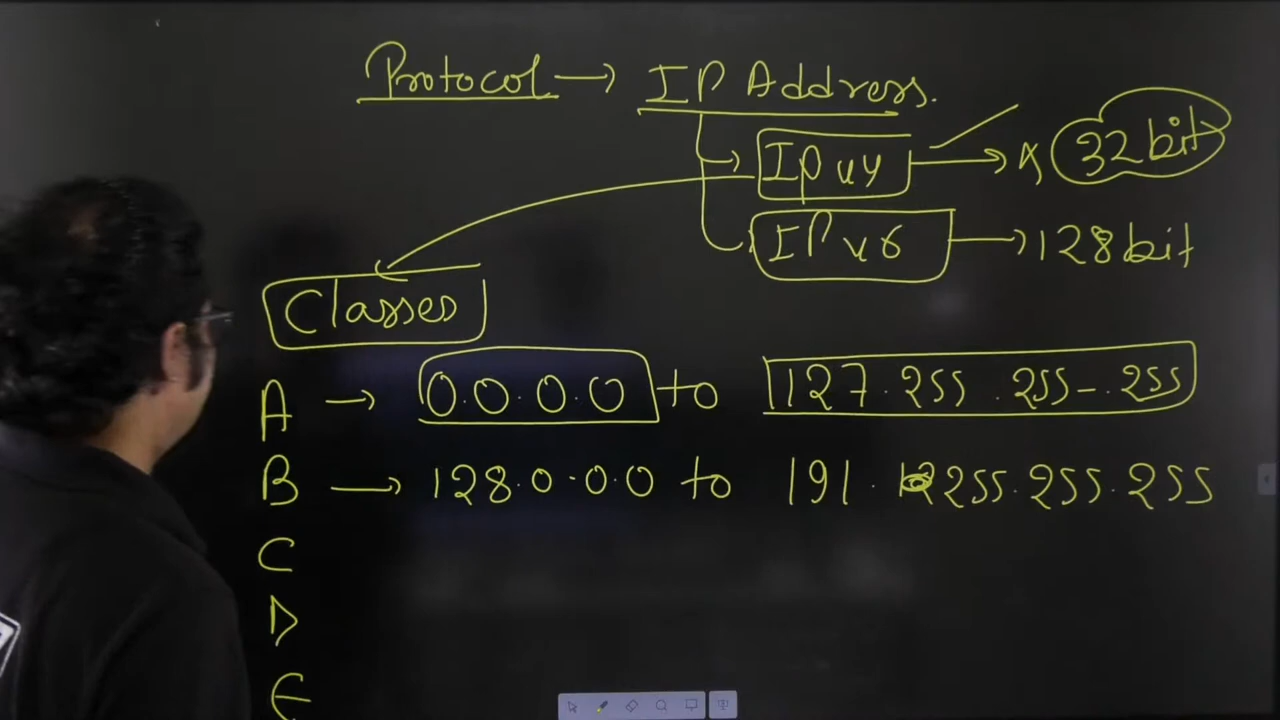 Protocol → IP Address.
IPv4 → 32 bit
IPv6 → 128 bit
Classes
A → 0.0.0.0 to 127.255.255.255
B → 128.0.0.0 to 191.255.255.255
C
D
E